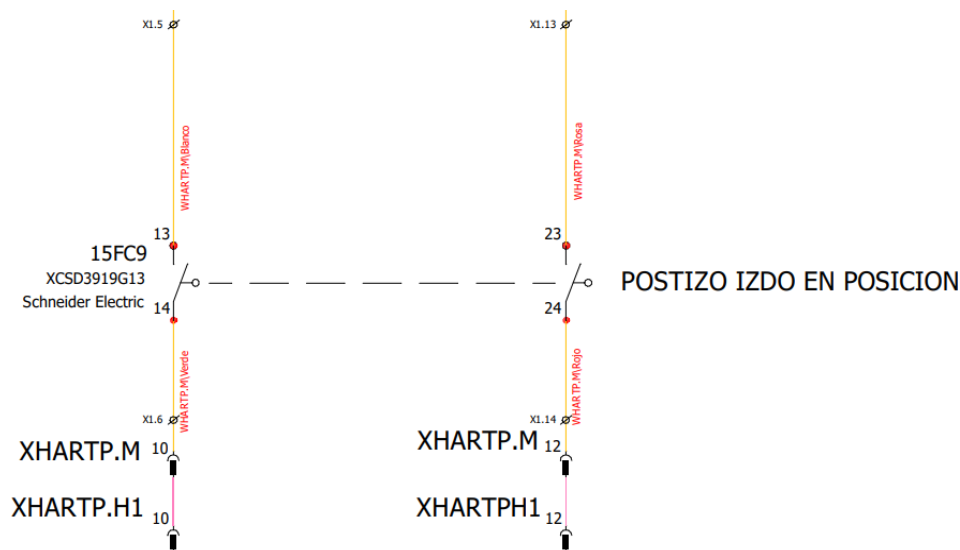 X1.5
X1.13
WHARTP.M\Blanco
WHARTP.M\Rosa
13
23
15FC9
XCSD3919G13
Schneider Electric
POSTIZO IZDO EN POSICION
14
24
WHARTP.M\Verde
WHARTP.M\Rojo
X1.6
X1.14
XHARTP.M
10
XHARTP.M
12
XHARTP.H1
10
XHARTPH1
12